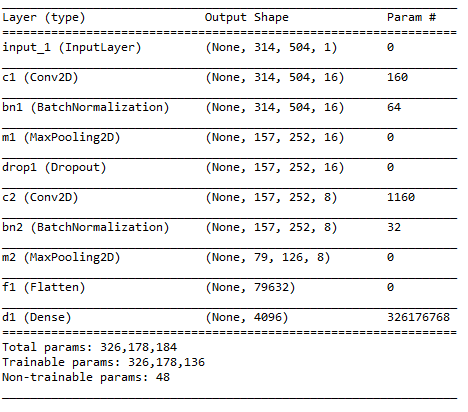 Layer (type) Output Shape Param #
input_1 (InputLayer) (None, 314, 504, 1) 0
c1 (Conv2D) (None, 314, 504, 16) 160
bn1 (BatchNormalization) (None, 314, 504, 16) 64
m1 (MaxPooling2D) (None, 157, 252, 16) 0
drop1 (Dropout) (None, 157, 252, 16) 0
c2 (Conv2D) (None, 157, 252, 8) 1160
bn2 (BatchNormalization) (None, 157, 252, 8) 32
m2 (MaxPooling2D) (None, 79, 126, 8) 0
f1 (Flatten) (None, 79632) 0
d1 (Dense) (None, 4096) 326176768
Total params: 326,178,184
Trainable params: 326,178,136
Non-trainable params: 48